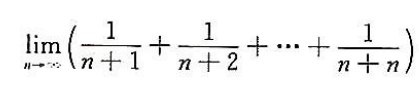 lim_{n→∞} ( 1/(n+1) + 1/(n+2) + ··· + 1/(n+n) )